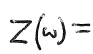 Z(ω) =